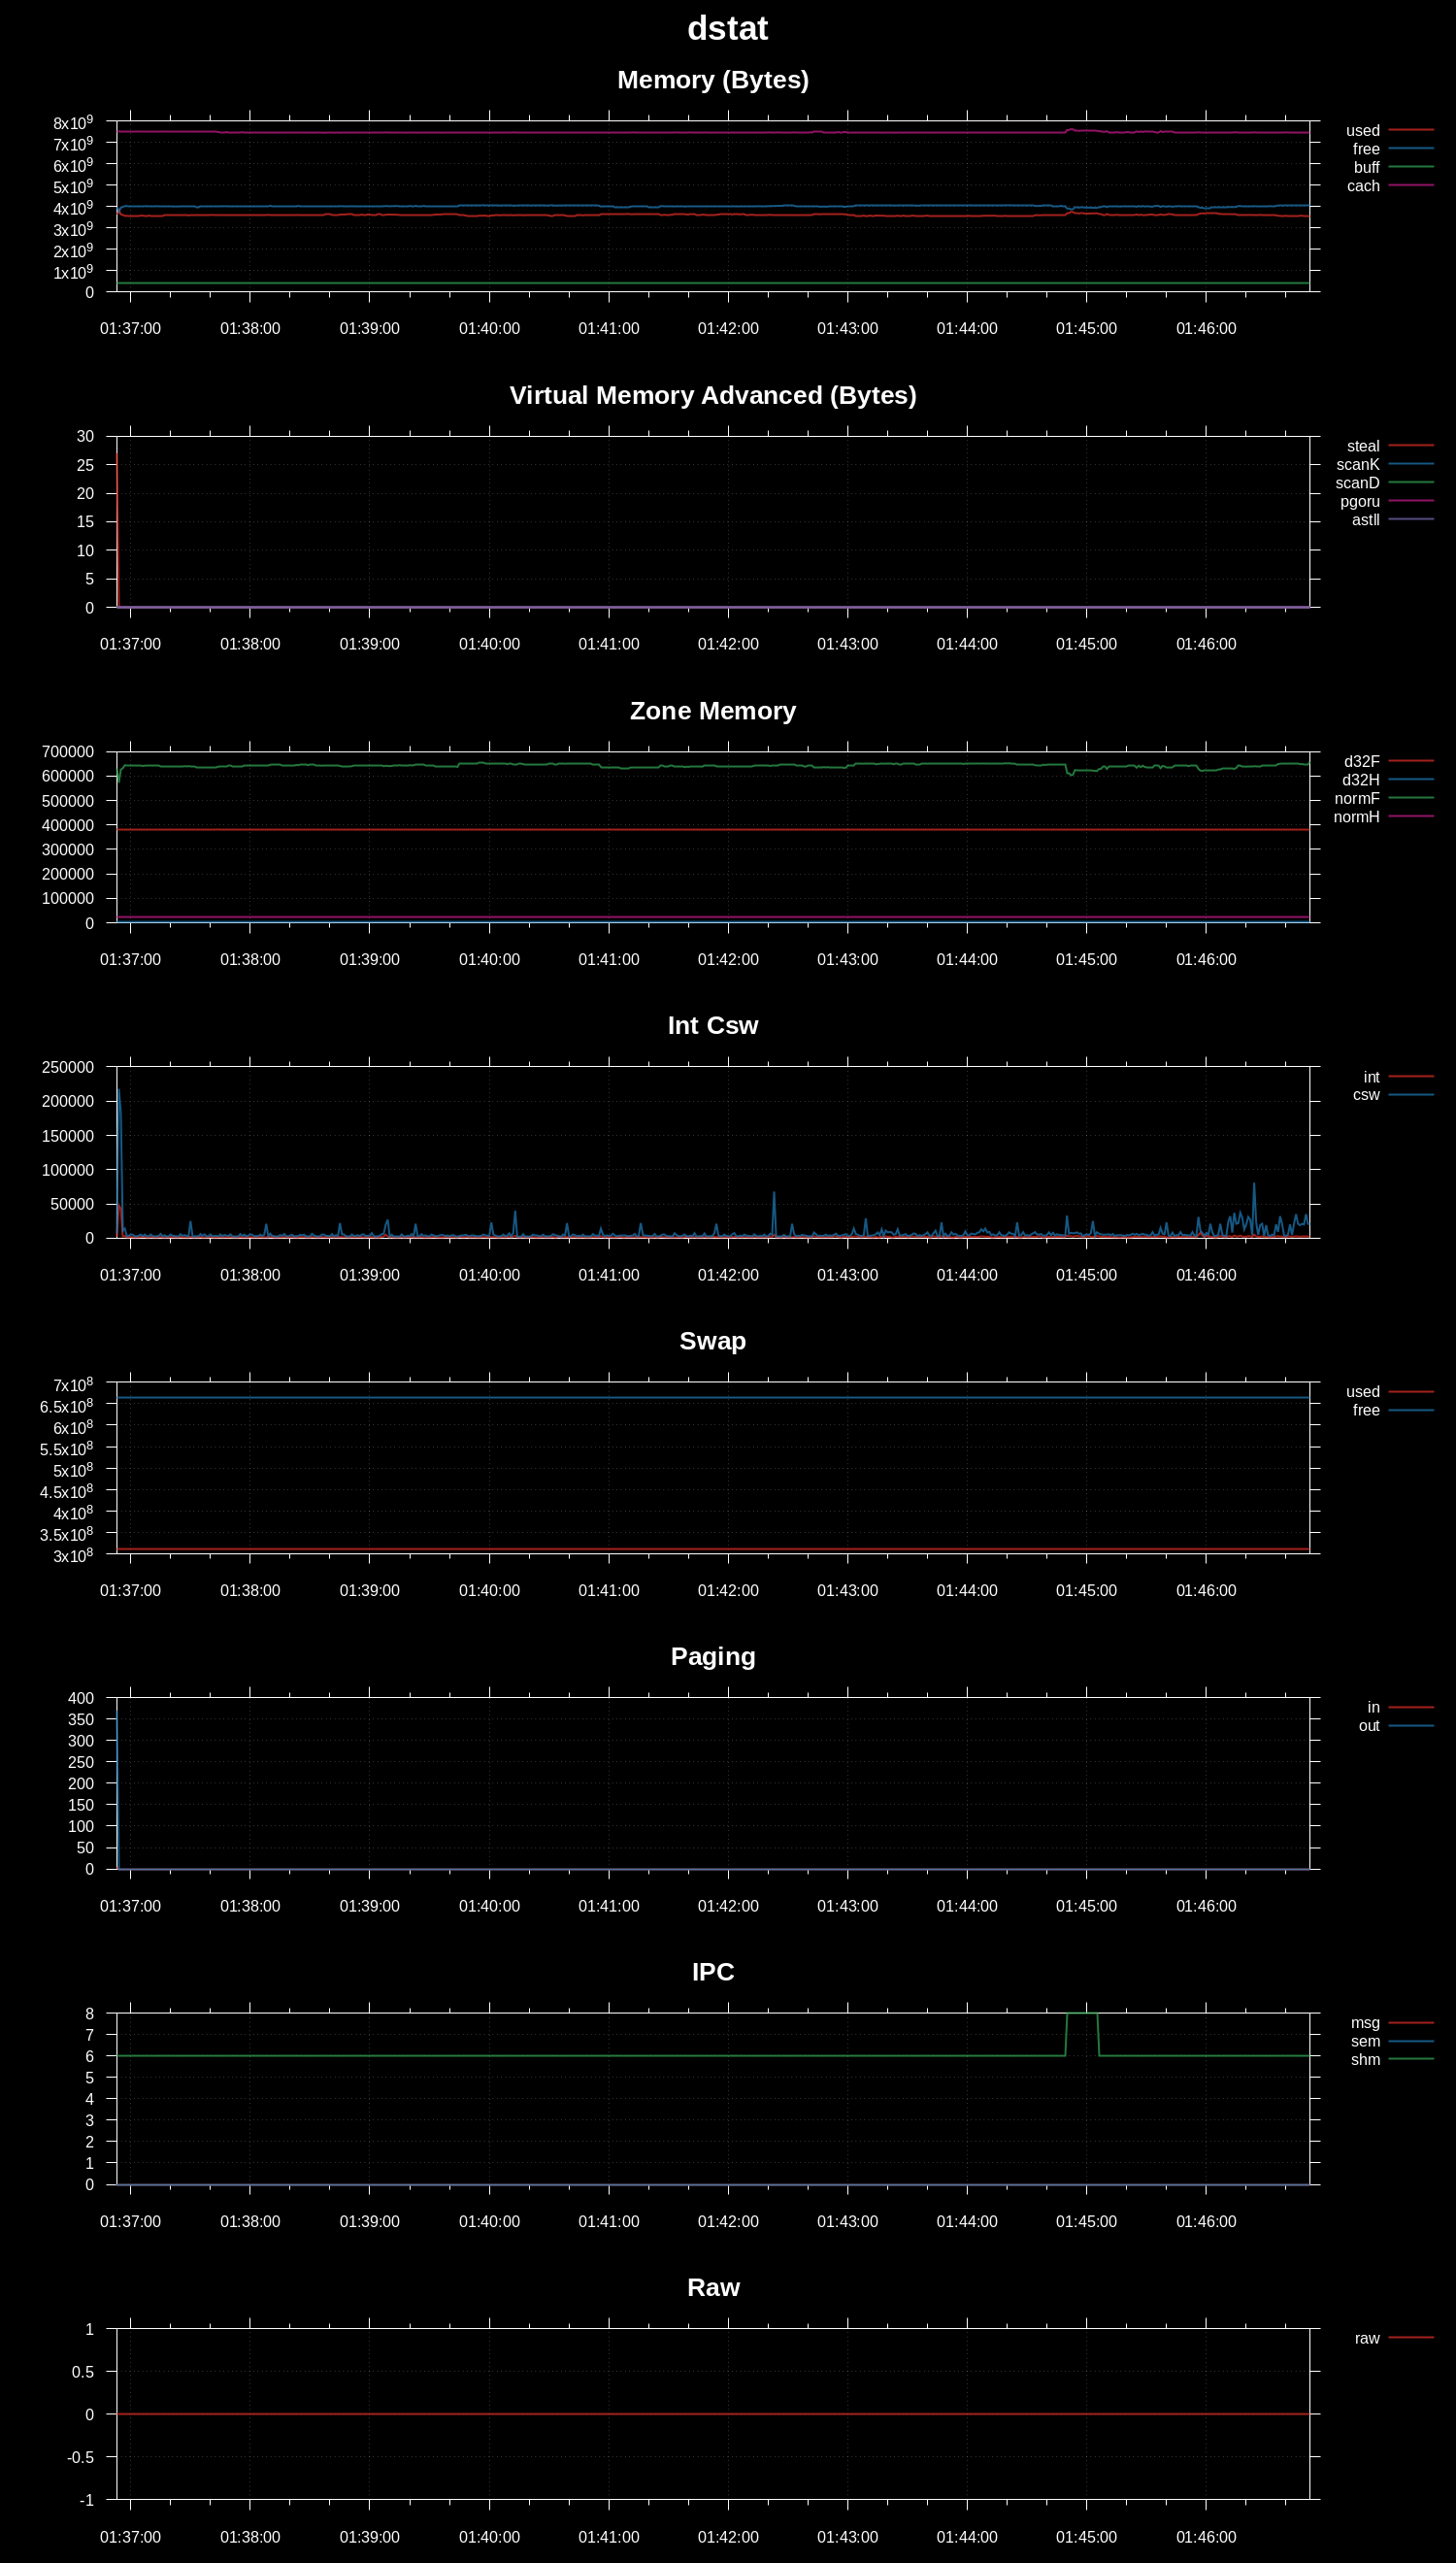 dstat
Memory (Bytes)
8x10⁹
7x10⁹
6x10⁹
5x10⁹
4x10⁹
3x10⁹
2x10⁹
1x10⁹
0
01:37:00 01:38:00 01:39:00 01:40:00 01:41:00 01:42:00 01:43:00 01:44:00 01:45:00 01:46:00
used
free
buff
cach
Virtual Memory Advanced (Bytes)
30
25
20
15
10
5
0
01:37:00 01:38:00 01:39:00 01:40:00 01:41:00 01:42:00 01:43:00 01:44:00 01:45:00 01:46:00
steal
scanK
scanD
pgoru
astll
Zone Memory
700000
600000
500000
400000
300000
200000
100000
0
01:37:00 01:38:00 01:39:00 01:40:00 01:41:00 01:42:00 01:43:00 01:44:00 01:45:00 01:46:00
d32F
d32H
normF
normH
Int Csw
250000
200000
150000
100000
50000
0
01:37:00 01:38:00 01:39:00 01:40:00 01:41:00 01:42:00 01:43:00 01:44:00 01:45:00 01:46:00
int
csw
Swap
7x10⁸
6.5x10⁸
6x10⁸
5.5x10⁸
5x10⁸
4.5x10⁸
4x10⁸
3.5x10⁸
3x10⁸
01:37:00 01:38:00 01:39:00 01:40:00 01:41:00 01:42:00 01:43:00 01:44:00 01:45:00 01:46:00
used
free
Paging
400
350
300
250
200
150
100
50
0
01:37:00 01:38:00 01:39:00 01:40:00 01:41:00 01:42:00 01:43:00 01:44:00 01:45:00 01:46:00
in
out
IPC
8
7
6
5
4
3
2
1
0
01:37:00 01:38:00 01:39:00 01:40:00 01:41:00 01:42:00 01:43:00 01:44:00 01:45:00 01:46:00
msg
sem
shm
Raw
1
0.5
0
-0.5
-1
01:37:00 01:38:00 01:39:00 01:40:00 01:41:00 01:42:00 01:43:00 01:44:00 01:45:00 01:46:00
raw